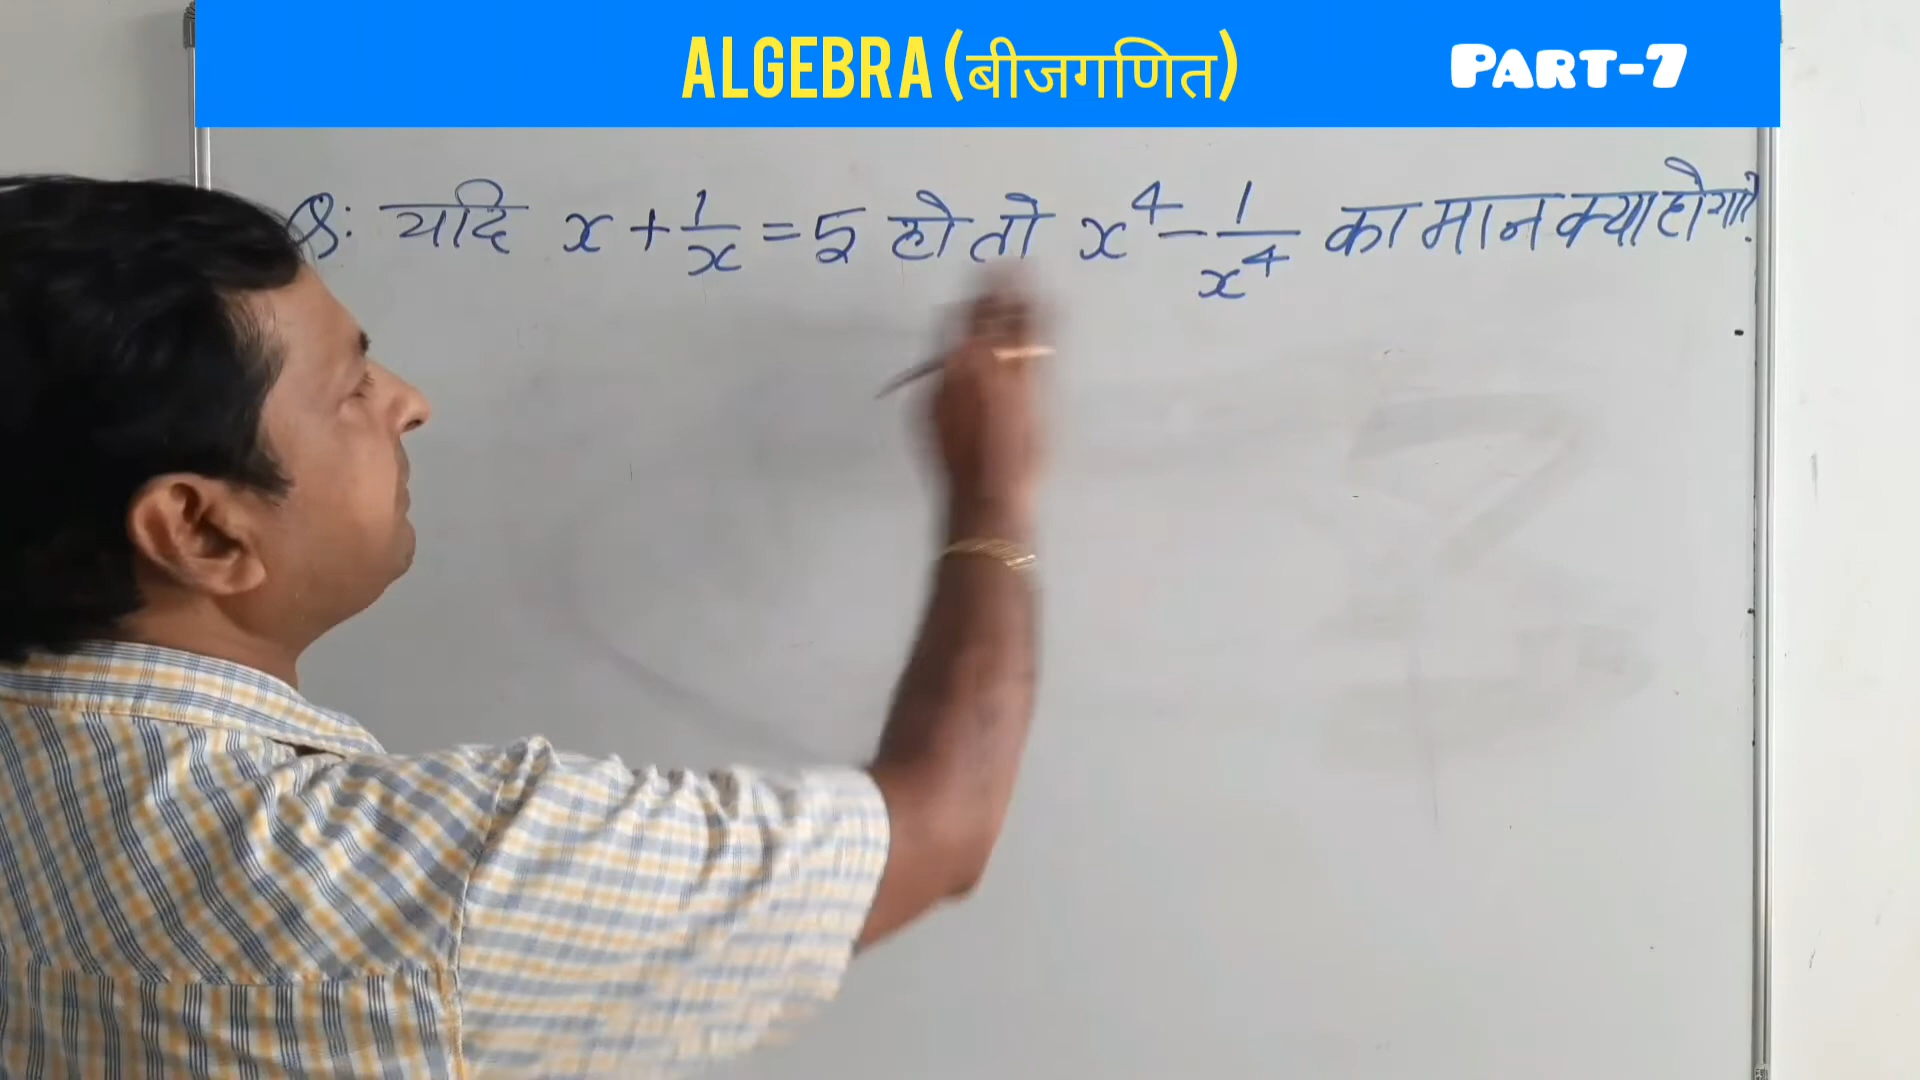 ALGEBRA (बीजगणित) PART-7
Q: यदि x + 1/x = 5 हो तो x⁴ - 1/x⁴ का मान क्या होगा?